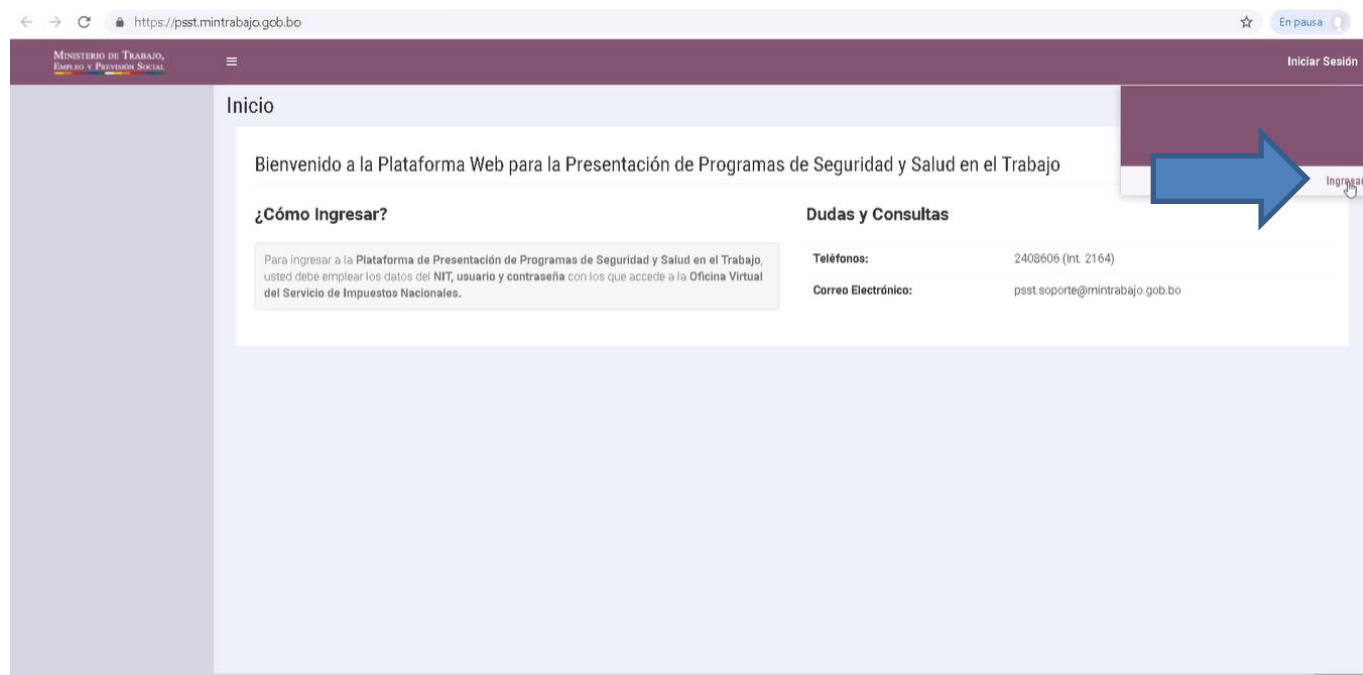 https://psst.mintrabajo.gob.bo
En pausa
MINISTERIO DE TRABAJO,
EMPLEO Y PREVISIÓN SOCIAL
Iniciar Sesión
Inicio
Ingresar
Bienvenido a la Plataforma Web para la Presentación de Programas de Seguridad y Salud en el Trabajo
¿Cómo Ingresar?
Para ingresar a la Plataforma de Presentación de Programas de Seguridad y Salud en el Trabajo,
usted debe emplear los datos del NIT, usuario y contraseña con los que accede a la Oficina Virtual
del Servicio de Impuestos Nacionales.
Dudas y Consultas
Teléfonos: 2408606 (Int. 2164)
Correo Electrónico: psst.soporte@mintrabajo.gob.bo